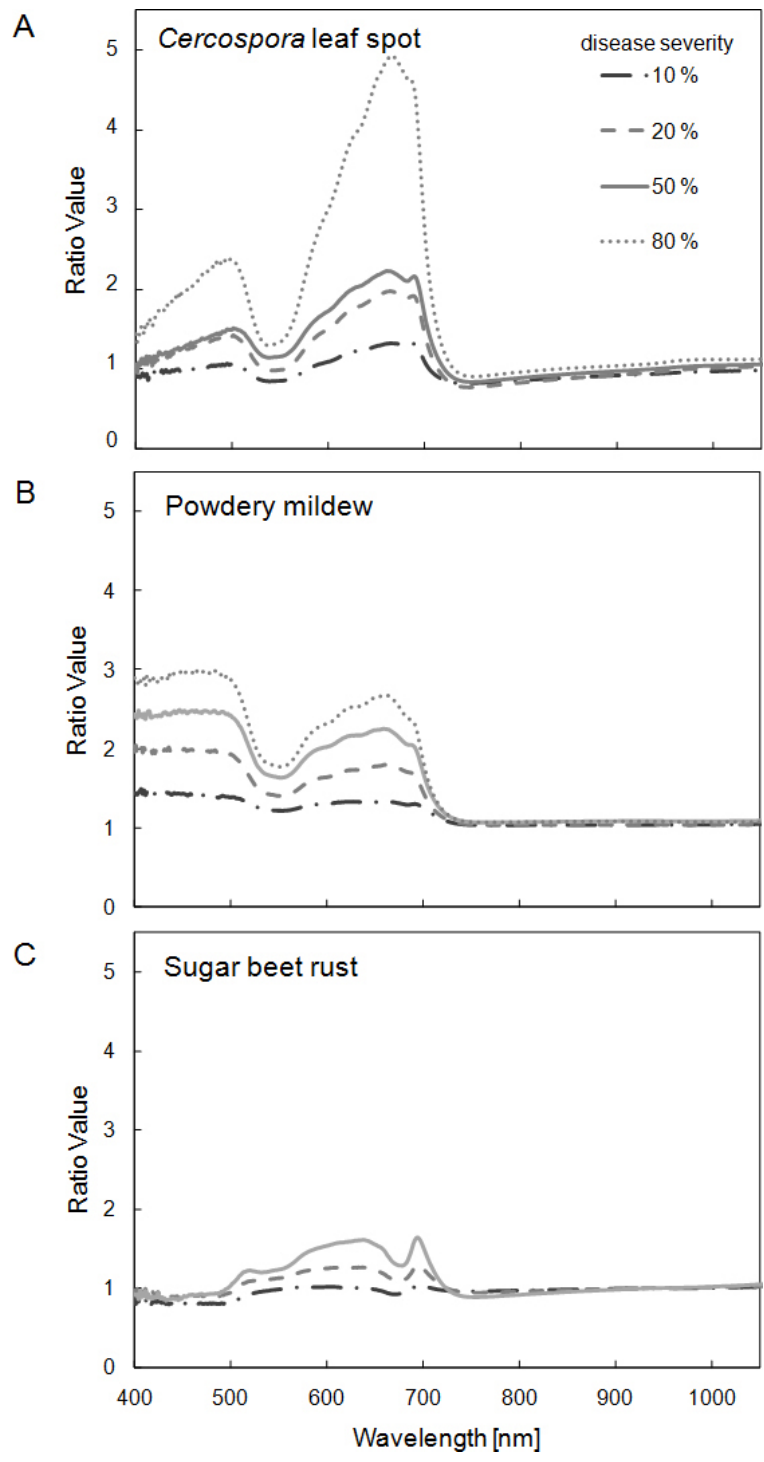 A
Cercospora leaf spot
disease severity
10 %
20 %
50 %
80 %
5
4
3
2
1
0
Ratio Value
B
Powdery mildew
5
4
3
2
1
0
Ratio Value
C
Sugar beet rust
5
4
3
2
1
0
Ratio Value
400 500 600 700 800 900 1000
Wavelength [nm]